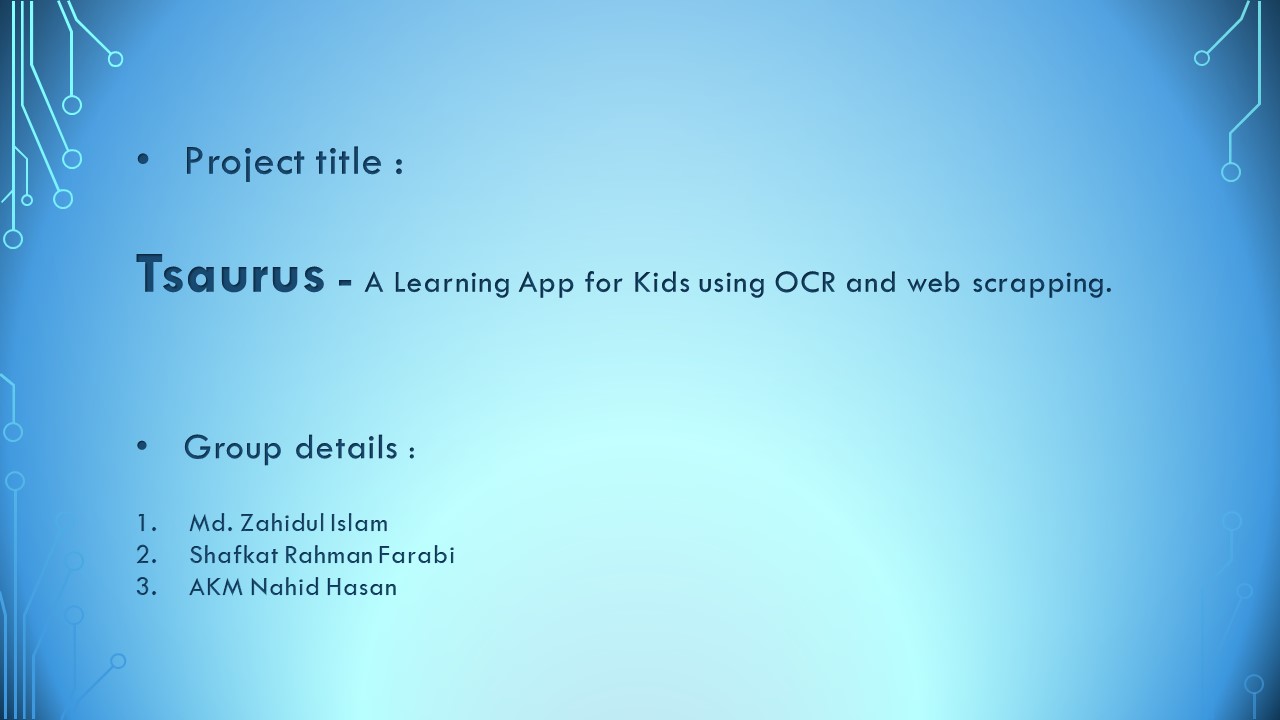 • Project title :
Tsaurus - A Learning App for Kids using OCR and web scrapping.
• Group details :
1. Md. Zahidul Islam
2. Shafkat Rahman Farabi
3. AKM Nahid Hasan